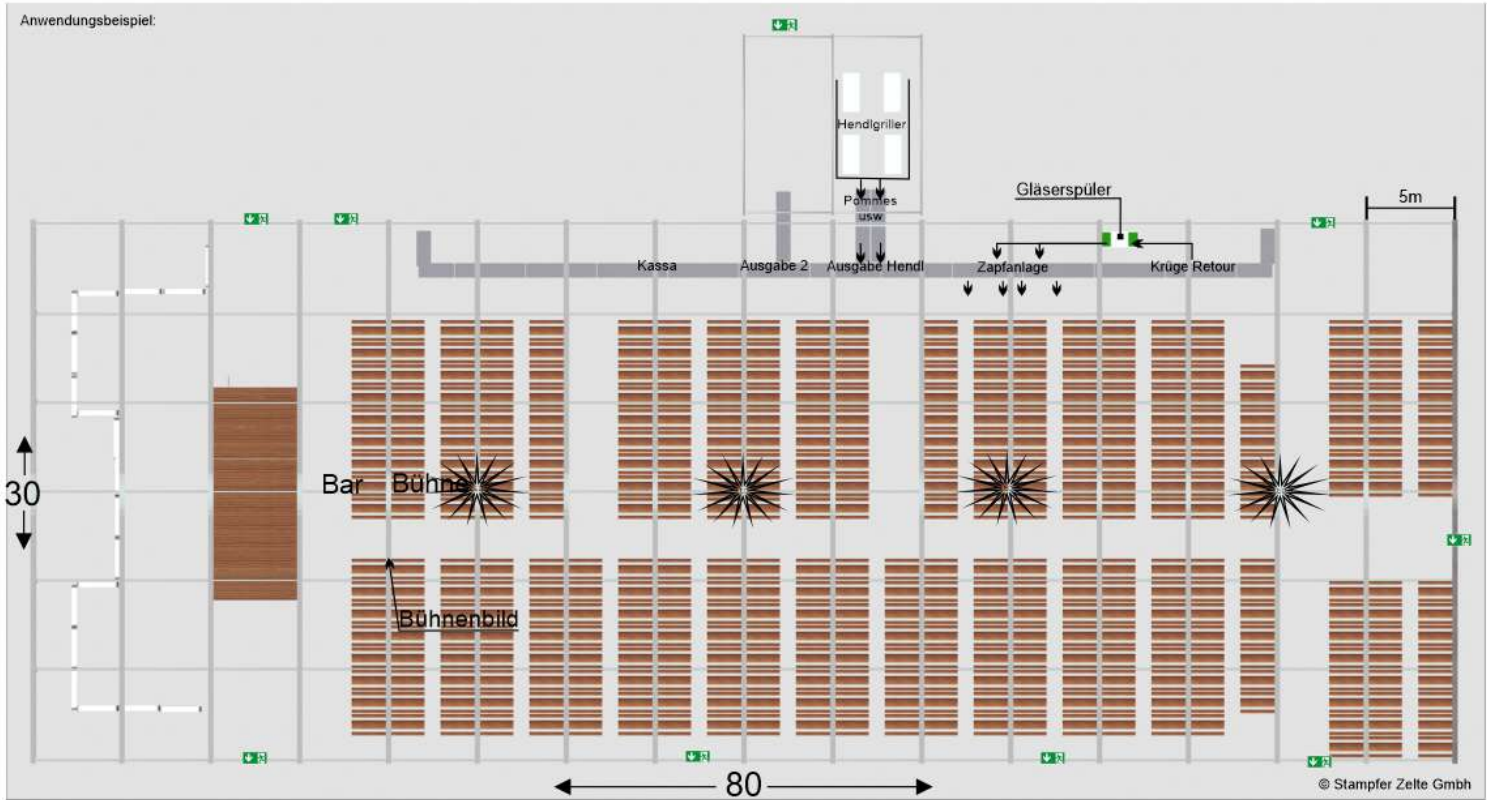 Anwendungsbeispiel:
Hendlgriller
Pommes
usw
Gläserspüler
5m
Kassa
Ausgabe 2
Ausgabe Hendl
Zapfanlage
Krüge Retour
Bar
Bühne
30
Bühnenbild
80
© Stampfer Zelte Gmbh